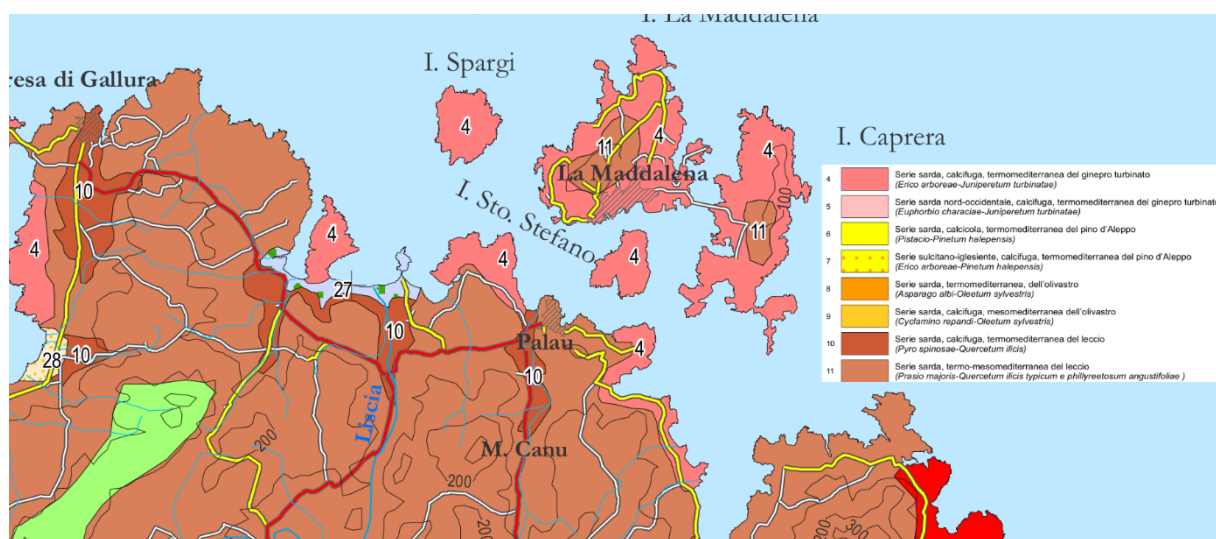 I. La Maddalena
I. Spargi
resa di Gallura
4
4
11
4
I. Caprera
La Maddalena
10
I. Sto. Stefano
100
11
4
4
4
4
27
10
28
10
Palau
4
10
Liscia
200
M. Canu
200
200
200
300
4 Serie sarda, calcifuga, termomediterranea del ginepro turbinato
(Erico arboreae-Juniperetum turbinatae)
5 Serie sarda nord-occidentale, calcifuga, termomediterranea del ginepro turbinato
(Euphorbio characiae-Juniperetum turbinatae)
6 Serie sarda, calcicola, termomediterranea del pino d'Aleppo
(Pistacio-Pinetum halepensis)
7 Serie sulcitano-iglesiente, calcifuga, termomediterranea del pino d'Aleppo
(Erico arboreae-Pinetum halepensis)
8 Serie sarda, termomediterranea, dell'olivastro
(Asparago albi-Oleetum sylvestris)
9 Serie sarda, calcifuga, mesomediterranea dell'olivastro
(Cyclamino repandi-Oleetum sylvestris)
10 Serie sarda, calcifuga, termomediterranea del leccio
(Pyro spinosae-Quercetum ilicis)
11 Serie sarda, termo-mesomediterranea del leccio
(Prasio majoris-Quercetum ilicis typicum e phillyreetosum angustifoliae )